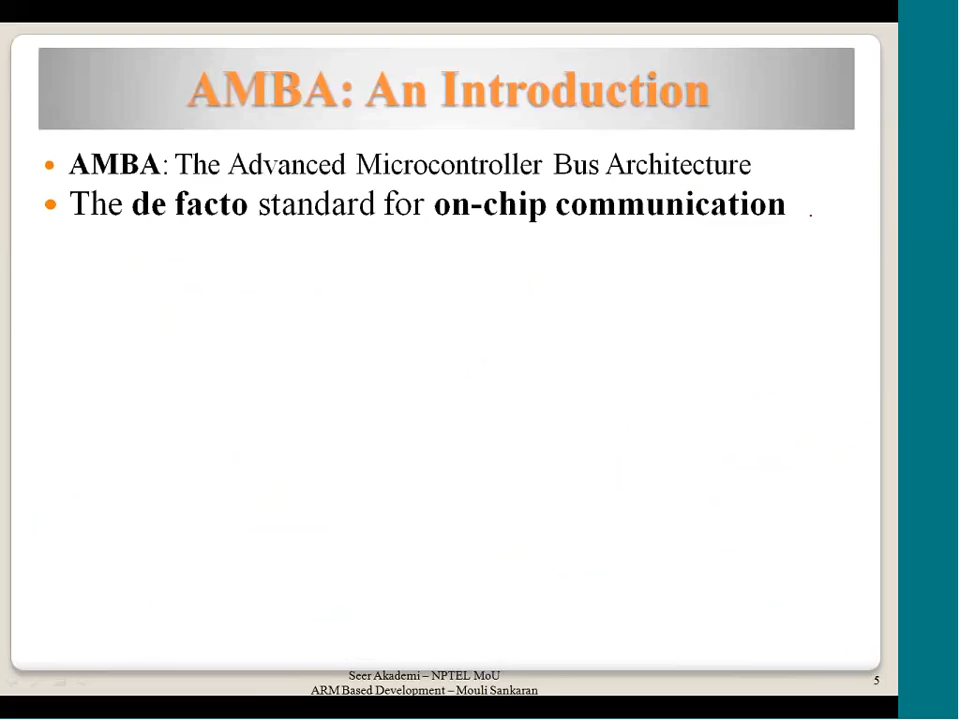 AMBA: An Introduction
• AMBA: The Advanced Microcontroller Bus Architecture
• The de facto standard for on-chip communication
Seer Akademi – NPTEL MoU
ARM Based Development – Mouli Sankaran
5